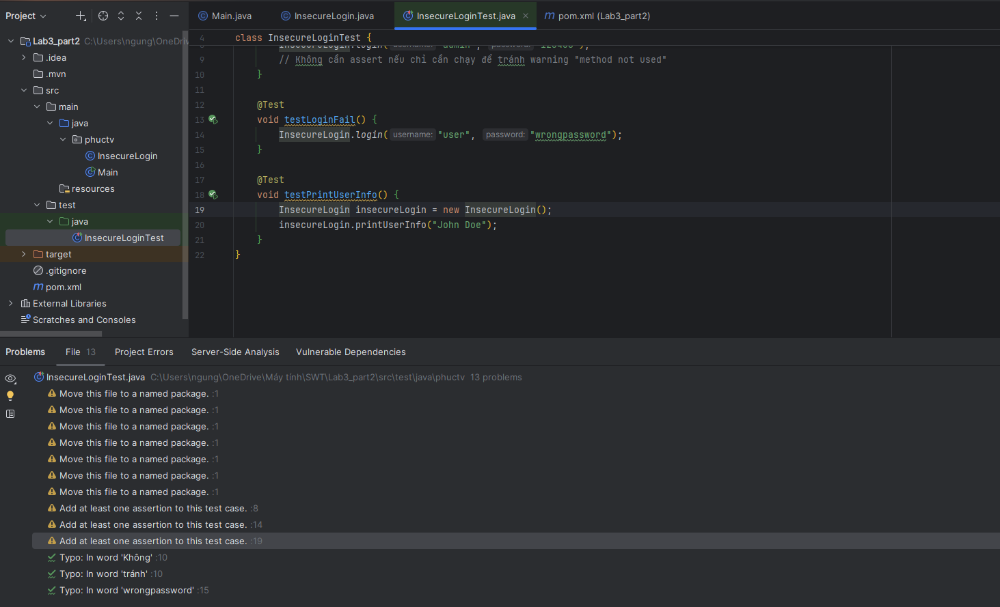 Project
Main.java
InsecureLogin.java
InsecureLoginTest.java
m pom.xml (Lab3_part2)
Lab3_part2 C:\Users\ngung\OneDriv
.idea
.mvn
src
main
java
phuctv
InsecureLogin
Main
resources
test
java
InsecureLoginTest
target
.gitignore
m pom.xml
External Libraries
Scratches and Consoles
4 class InsecureLoginTest {
InsecureLogin.login( username: "admin", password: "123456");
9 // Không cần assert nếu chỉ cần chạy để tránh warning "method not used"
10 }
11
12 @Test
13 void testLoginFail() {
14 InsecureLogin.login( username: "user", password: "wrongpassword");
15 }
16
17 @Test
18 void testPrintUserInfo() {
19 InsecureLogin insecureLogin = new InsecureLogin();
20 insecureLogin.printUserInfo("John Doe");
21 }
22 }
Problems File 13 Project Errors Server-Side Analysis Vulnerable Dependencies
InsecureLoginTest.java C:\Users\ngung\OneDrive\Máy tính\SWT\Lab3_part2\src\test\java\phuctv 13 problems
Move this file to a named package. :1
Move this file to a named package. :1
Move this file to a named package. :1
Move this file to a named package. :1
Move this file to a named package. :1
Move this file to a named package. :1
Move this file to a named package. :1
Add at least one assertion to this test case. :8
Add at least one assertion to this test case. :14
Add at least one assertion to this test case. :19
Typo: In word 'Không' :10
Typo: In word 'tránh' :10
Typo: In word 'wrongpassword' :15